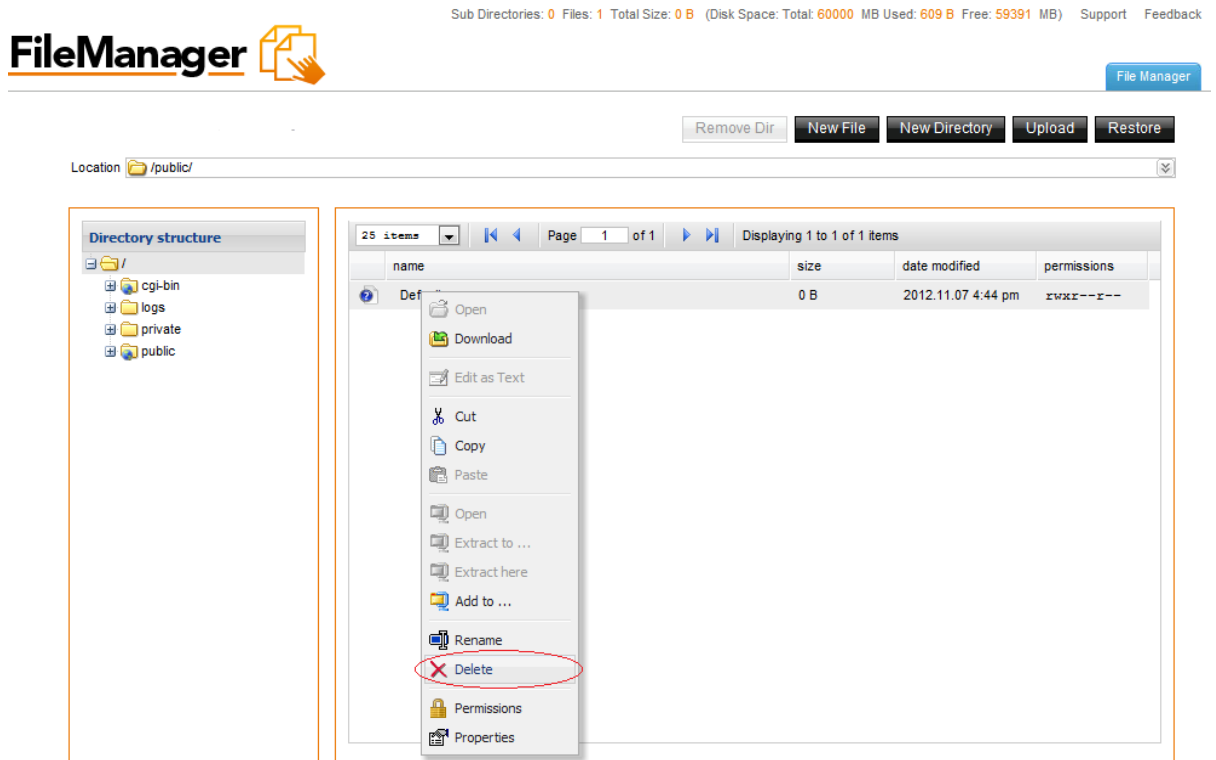 Sub Directories: 0 Files: 1 Total Size: 0 B (Disk Space: Total: 60000 MB Used: 609 B Free: 59391 MB) Support Feedback
FileManager
File Manager
Remove Dir New File New Directory Upload Restore
Location /public/
Directory structure
/
cgi-bin
logs
private
public
25 items Page 1 of 1 Displaying 1 to 1 of 1 items
name size date modified permissions
0 B 2012.11.07 4:44 pm rwxr--r--
Open
Download
Edit as Text
Cut
Copy
Paste
Open
Extract to ...
Extract here
Add to ...
Rename
Delete
Permissions
Properties